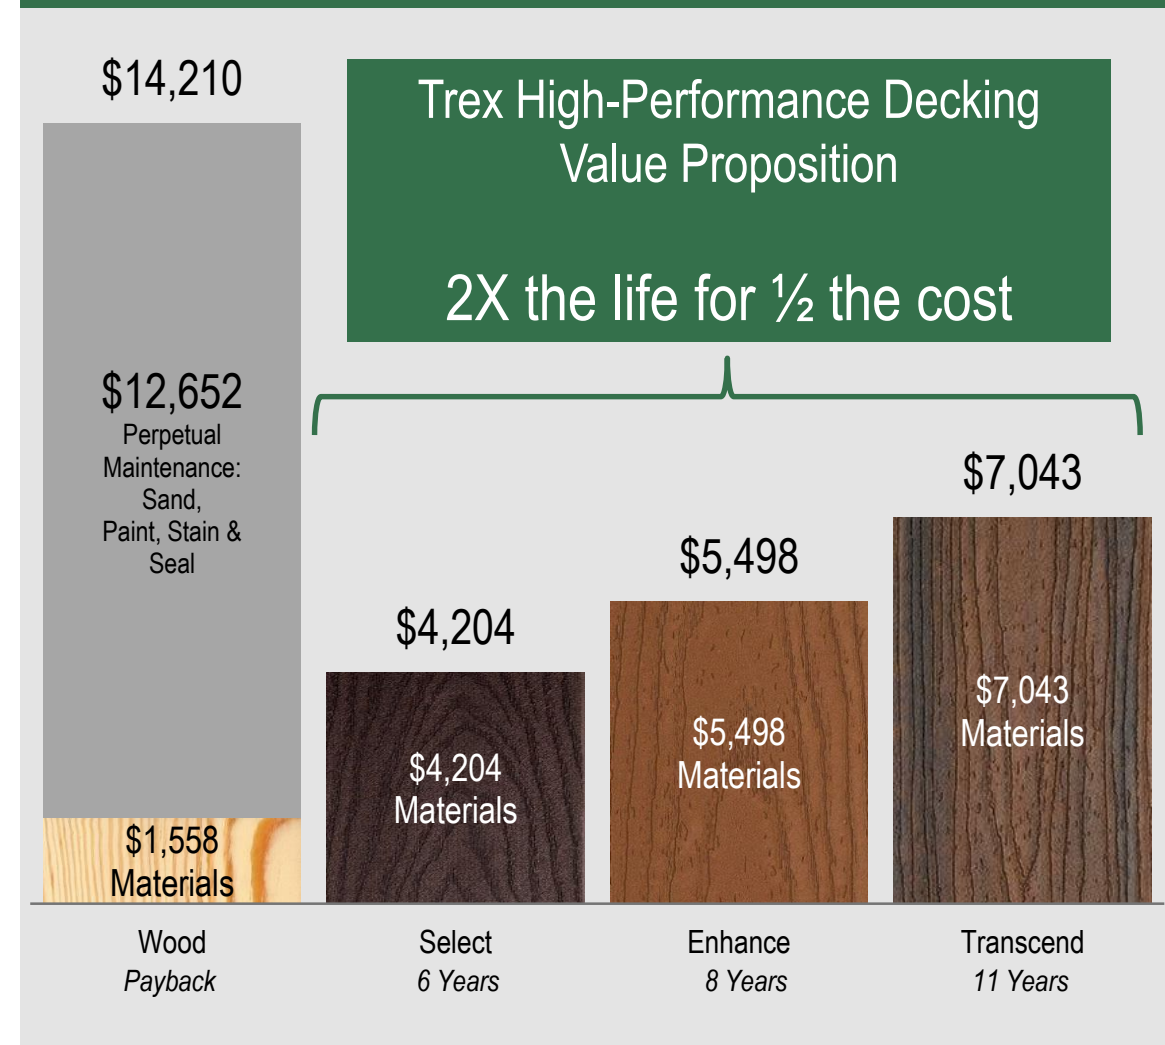 $14,210
Trex High-Performance Decking
Value Proposition
2X the life for ½ the cost
$12,652
Perpetual
Maintenance:
Sand,
Paint, Stain &
Seal
$7,043
$5,498
$4,204
$7,043
Materials
$5,498
Materials
$4,204
Materials
$1,558
Materials
Wood
Payback
Select
6 Years
Enhance
8 Years
Transcend
11 Years